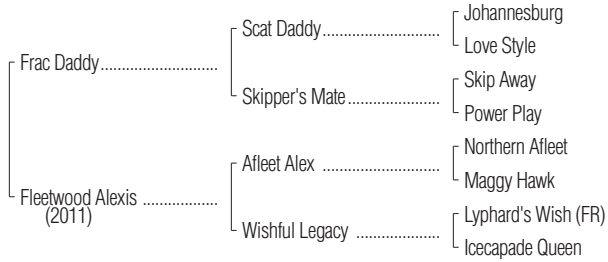 Johannesburg
Scat Daddy
Love Style
Frac Daddy
Skip Away
Skipper's Mate
Power Play
Northern Afleet
Afleet Alex
Maggy Hawk
Fleetwood Alexis
(2011)
Lyphard's Wish (FR)
Wishful Legacy
Icecapade Queen